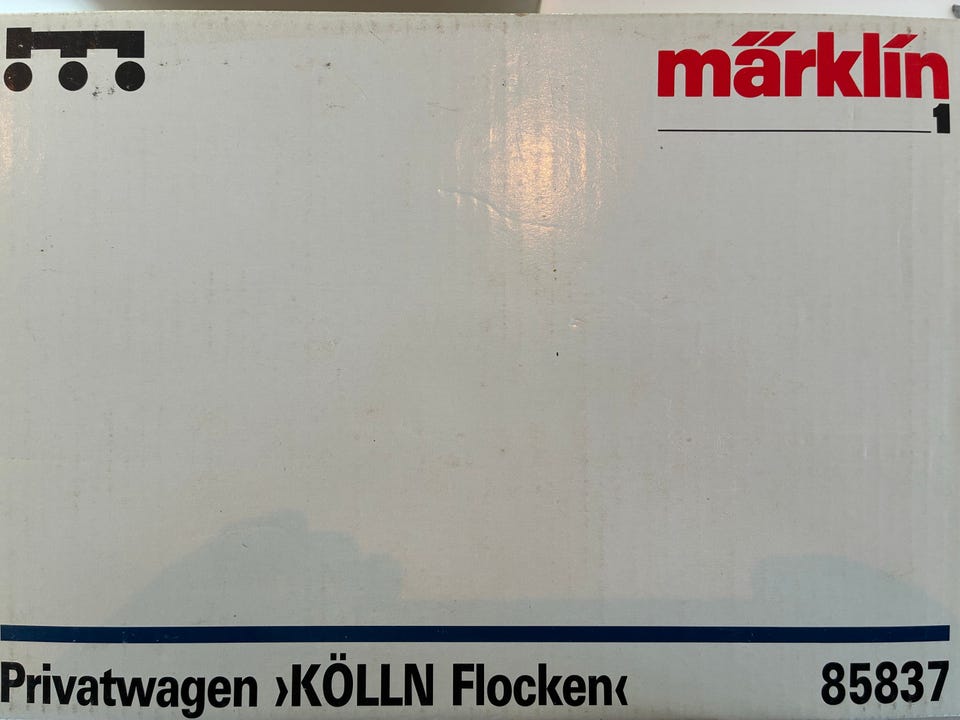 märklin
1
Privatwagen ›KÖLLN Flocken‹ 85837